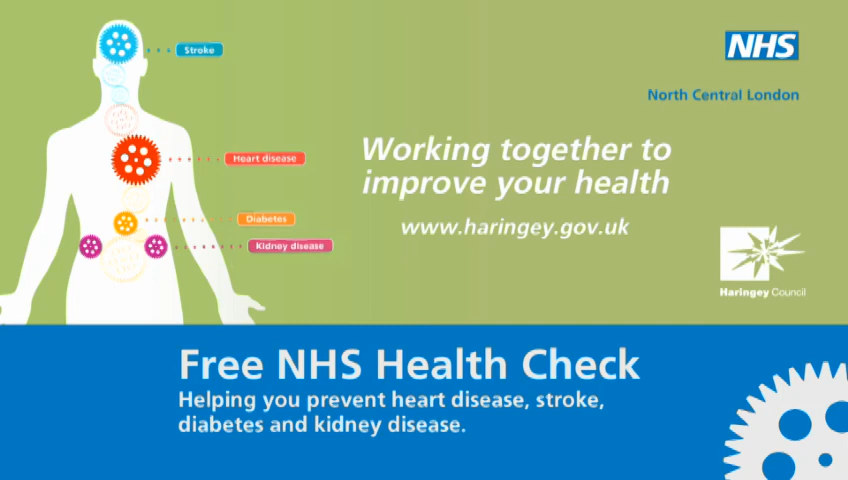 Stroke
NHS
North Central London
Heart disease
Working together to
improve your health
Diabetes
www.haringey.gov.uk
Kidney disease
Haringey Council
Free NHS Health Check
Helping you prevent heart disease, stroke,
diabetes and kidney disease.